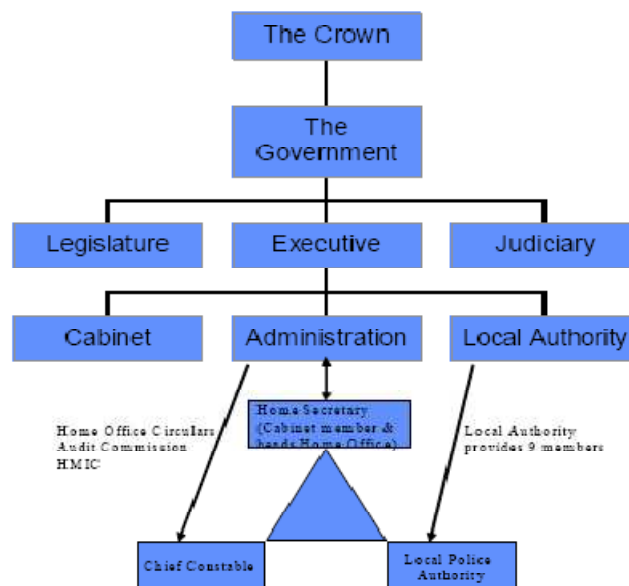 The Crown
The
Government
Legislature
Executive
Judiciary
Cabinet
Administration
Local Authority
Home Office Circulars
Audit Commission
HMIC
Home Secretary
(Cabinet member &
heads Home Office)
Local Authority
provides 9 members
Chief Constable
Local Police
Authority